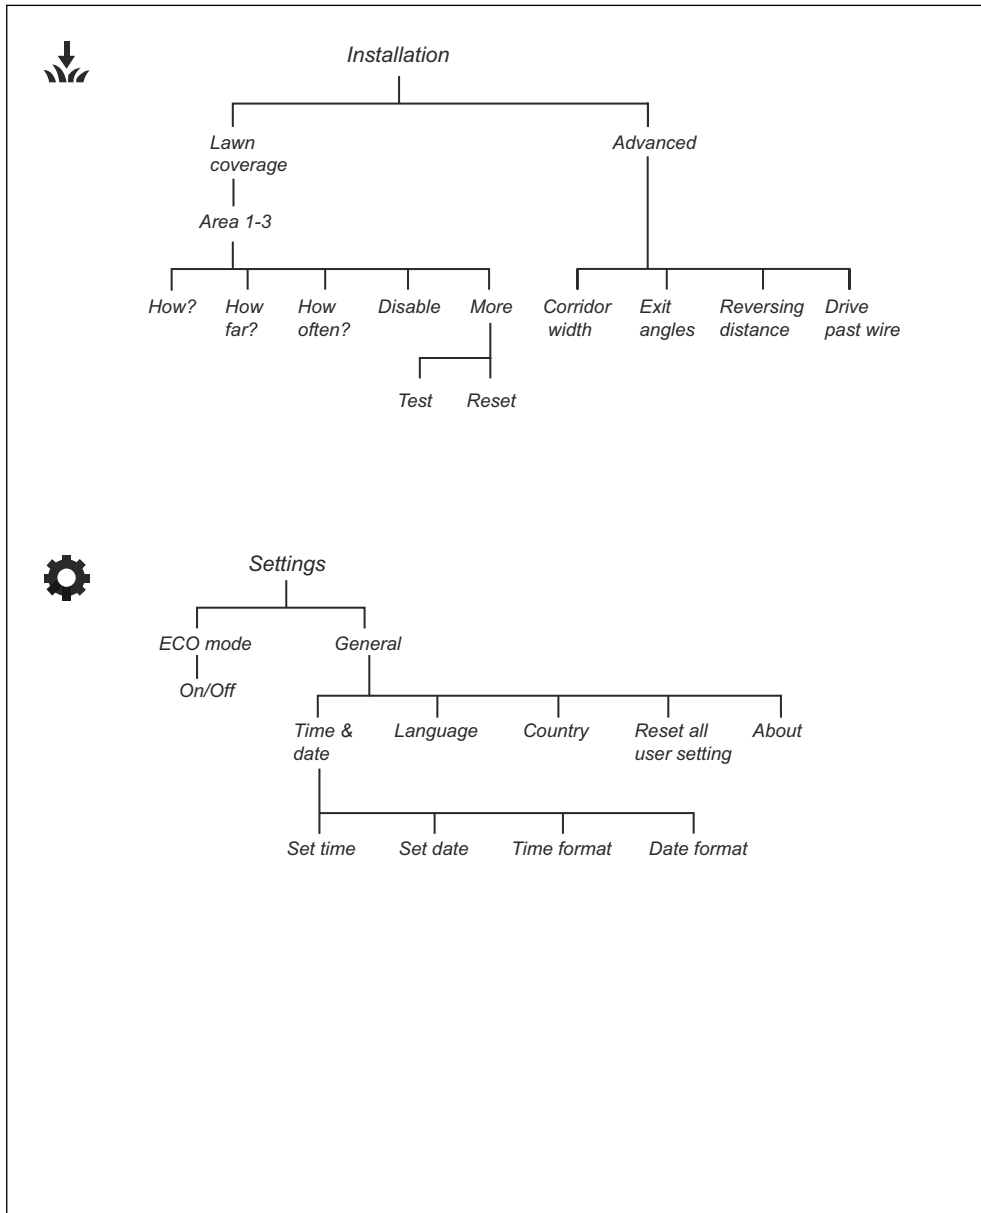 Installation
Lawn
coverage
Advanced
Area 1-3
How?
How
far?
How
often?
Disable
More
Corridor
width
Exit
angles
Reversing
distance
Drive
past wire
Test
Reset
Settings
ECO mode
General
On/Off
Time &
date
Language
Country
Reset all
user setting
About
Set time
Set date
Time format
Date format